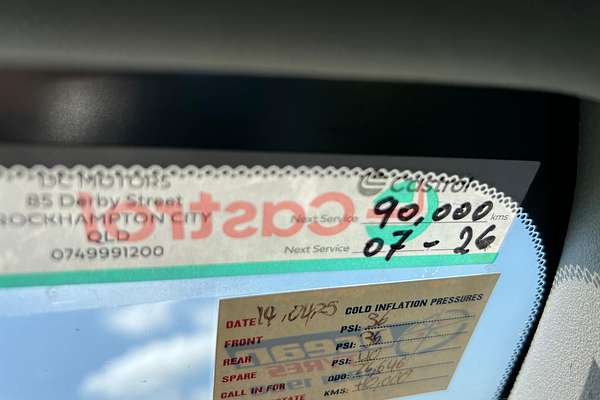 DC MOTORS
85 Derby Street
ROCKHAMPTON CITY
QLD
0749991200
Castrol
Castrol
Next Service 90,000 kms
Next Service 07-26
DATE 14,04,25
COLD INFLATION PRESSURES
FRONT PSI: 36
REAR PSI: 36
SPARE PSI:
CALL IN FOR ODO:
KMS: